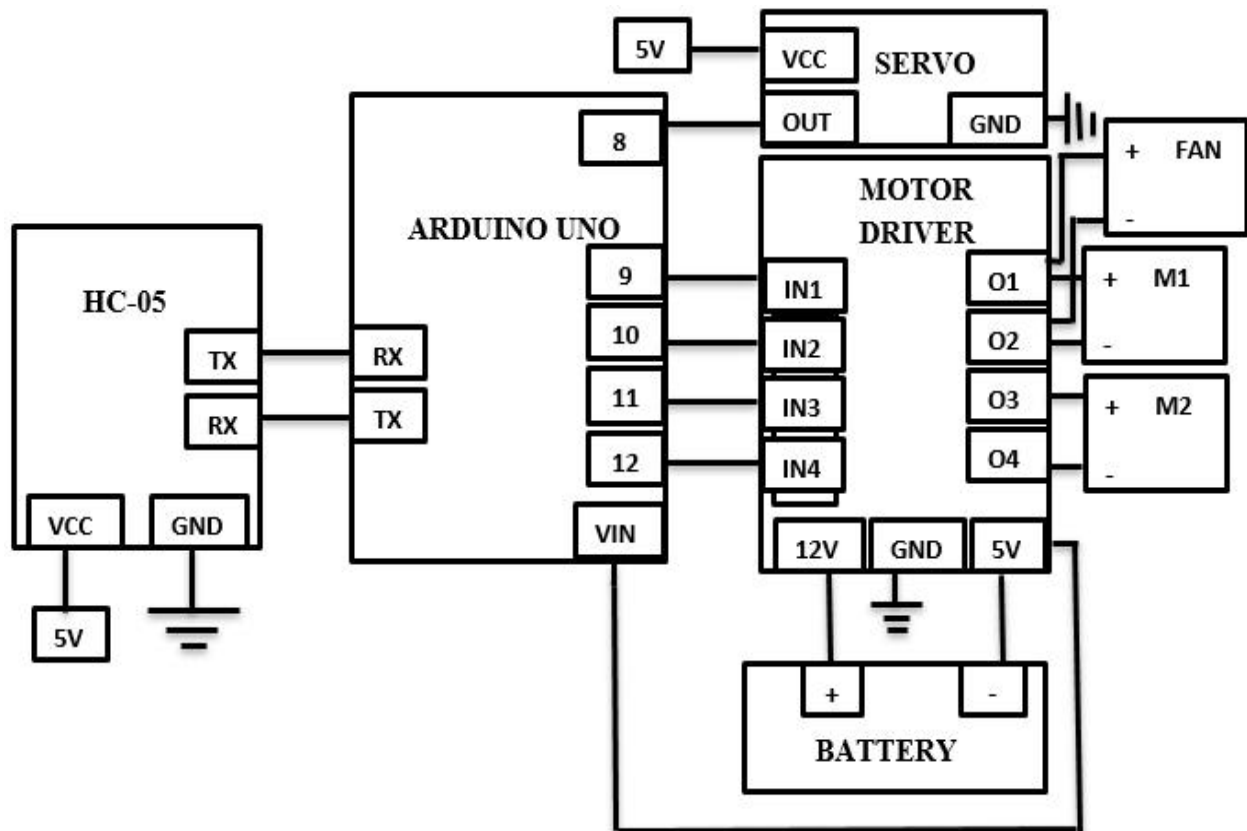 5V
VCC
SERVO
OUT
GND
8
ARDUINO UNO
9
10
11
12
RX
TX
VIN
HC-05
TX
RX
VCC
GND
5V
MOTOR
DRIVER
IN1
IN2
IN3
IN4
O1
O2
O3
O4
12V
GND
5V
+ FAN
-
+ M1
-
+ M2
-
+
-
BATTERY